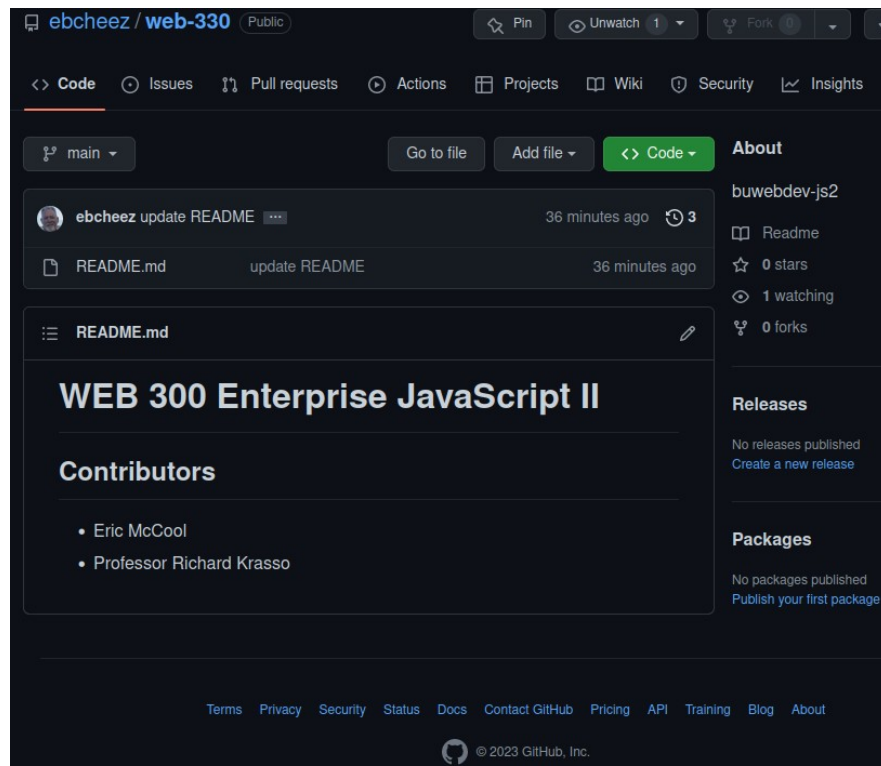 ebcheez / web-330 Public
Pin
Unwatch 1
Fork 0
Code Issues Pull requests Actions Projects Wiki Security Insights
main
Go to file
Add file
Code
ebcheez update README ... 36 minutes ago 3
README.md update README 36 minutes ago
README.md
WEB 300 Enterprise JavaScript II
Contributors
• Eric McCool
• Professor Richard Krasso
About
buwebdev-js2
Readme
0 stars
1 watching
0 forks
Releases
No releases published
Create a new release
Packages
No packages published
Publish your first package
Terms Privacy Security Status Docs Contact GitHub Pricing API Training Blog About
© 2023 GitHub, Inc.